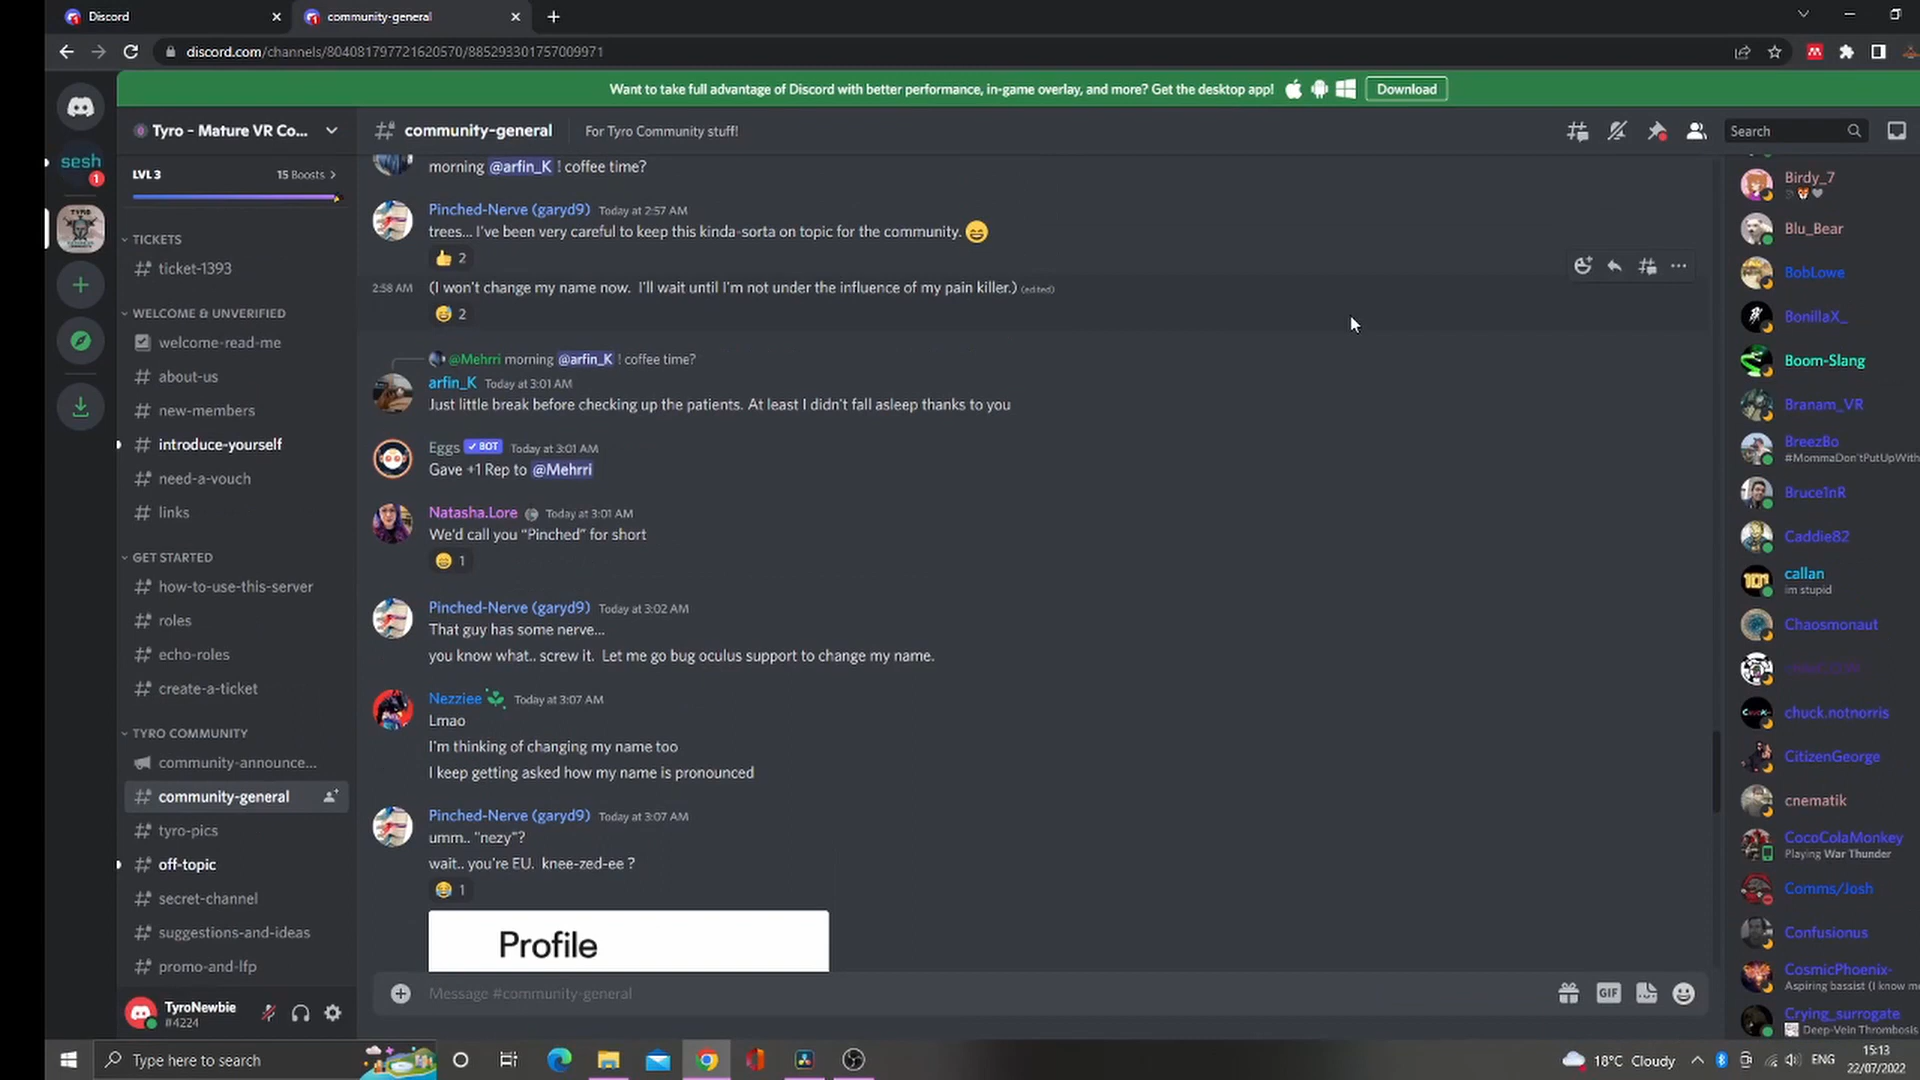 Discord
community-general
discord.com/channels/804081797721620570/885293301757009971
Want to take full advantage of Discord with better performance, in-game overlay, and more? Get the desktop app!
Download
Tyro - Mature VR Co...
community-general
For Tyro Community stuff!
Search
sesh
1
LVL 3
15 Boosts
TICKETS
ticket-1393
WELCOME & UNVERIFIED
welcome-read-me
about-us
new-members
introduce-yourself
need-a-vouch
links
GET STARTED
how-to-use-this-server
roles
echo-roles
create-a-ticket
TYRO COMMUNITY
community-announce...
community-general
tyro-pics
off-topic
secret-channel
suggestions-and-ideas
promo-and-lfp
TyroNewbie
#4224
morning @arfin_K ! coffee time?
Pinched-Nerve (garyd9) Today at 2:57 AM
trees... I've been very careful to keep this kinda-sorta on topic for the community.
2
2:58 AM (I won't change my name now. I'll wait until I'm not under the influence of my pain killer.) (edited)
2
@Mehrri morning @arfin_K ! coffee time?
arfin_K Today at 3:01 AM
Just little break before checking up the patients. At least I didn't fall asleep thanks to you
Eggs BOT Today at 3:01 AM
Gave +1 Rep to @Mehrri
Natasha.Lore Today at 3:01 AM
We'd call you “Pinched” for short
1
Pinched-Nerve (garyd9) Today at 3:02 AM
That guy has some nerve...
you know what.. screw it. Let me go bug oculus support to change my name.
Nezziee Today at 3:07 AM
Lmao
I'm thinking of changing my name too
I keep getting asked how my name is pronounced
Pinched-Nerve (garyd9) Today at 3:07 AM
umm.. "nezy"?
wait.. you're EU. knee-zed-ee ?
1
Profile
Message #community-general
GIF
Birdy_7
Blu_Bear
BobLowe
BonillaX_
Boom-Slang
Branam_VR
BreezBo
#MommaDon'tPutUpWith
Bruce1nR
Caddie82
callan
im stupid
Chaosmonaut
chuck.notnorris
CitizenGeorge
cnematik
CocoColaMonkey
Playing War Thunder
Comms/Josh
Confusionus
CosmicPhoenix-
Aspiring bassist (I know me
Crying_surrogate
Deep-Vein Thrombosis
Type here to search
18°C Cloudy
ENG
15:13
22/07/2022